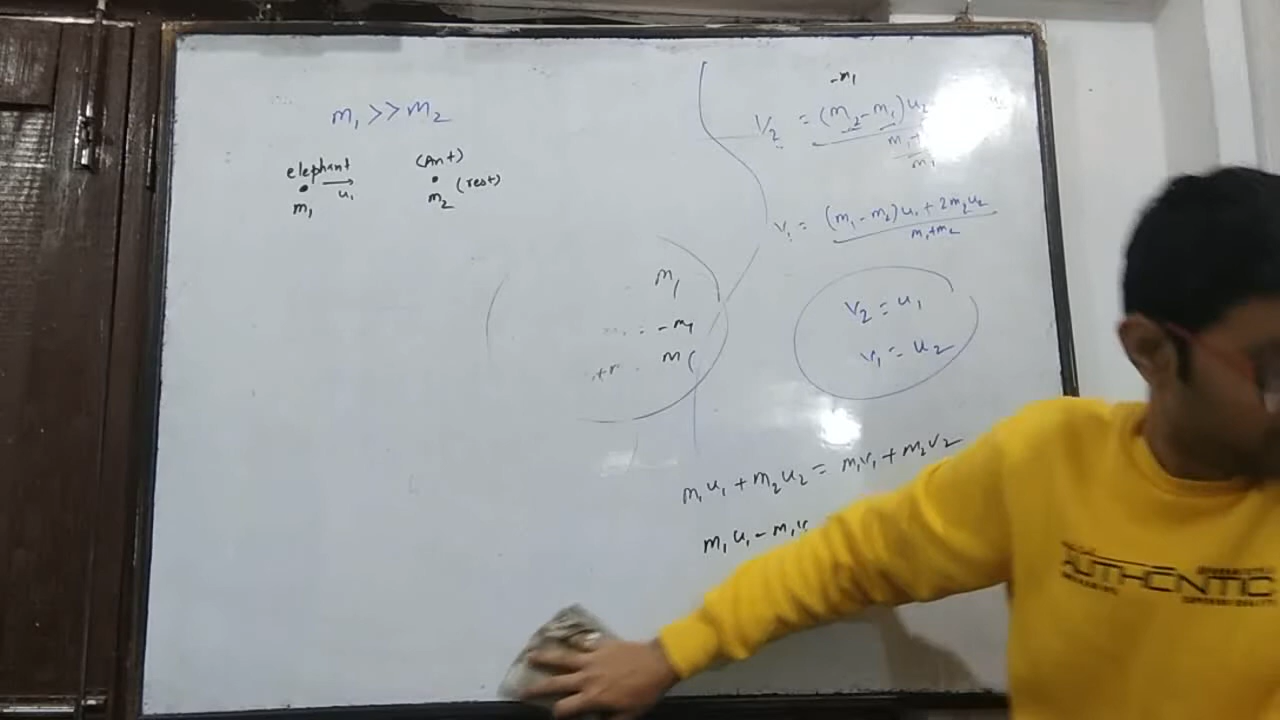 m₁ >> m₂
elephant (Ant)
u₁ (rest)
m₁ m₂
-m₁
V₂ = (m₂-m₁)u₂
m₁
V₁ = (m₁-m₂)u₁ + 2m₂u₂
m₁+m₂
m₁
= -m₁
m₁
V₂ = u₁
V₁ = u₂
m₁u₁ + m₂u₂ = m₁v₁ + m₂v₂
m₁u₁ - m₁v
AUTHENTIC